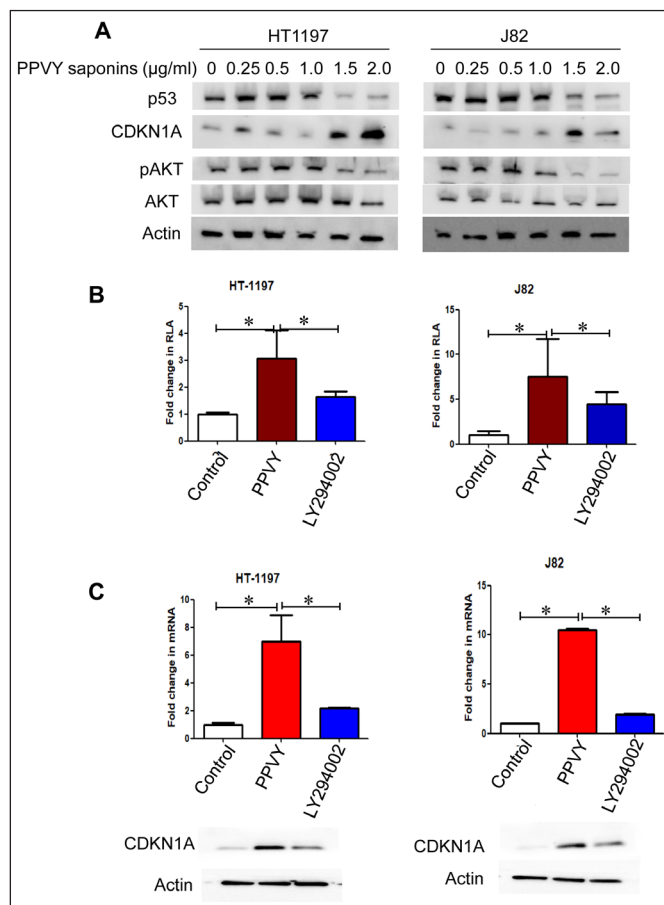 A
HT1197 J82
PPVY saponins (µg/ml) 0 0.25 0.5 1.0 1.5 2.0 0 0.25 0.5 1.0 1.5 2.0
p53
CDKN1A
pAKT
AKT
Actin
B
HT-1197
Fold change in RLA
5
4
3
2
1
0
* *
Control
PPVY
LY294002
J82
Fold change in RLA
15
10
5
0
* *
Control
PPVY
LY294002
C
HT-1197
Fold change in mRNA
8
6
4
2
0
* *
Control
PPVY
LY294002
J82
Fold change in mRNA
15
10
5
0
* *
Control
PPVY
LY294002
CDKN1A
Actin
CDKN1A
Actin